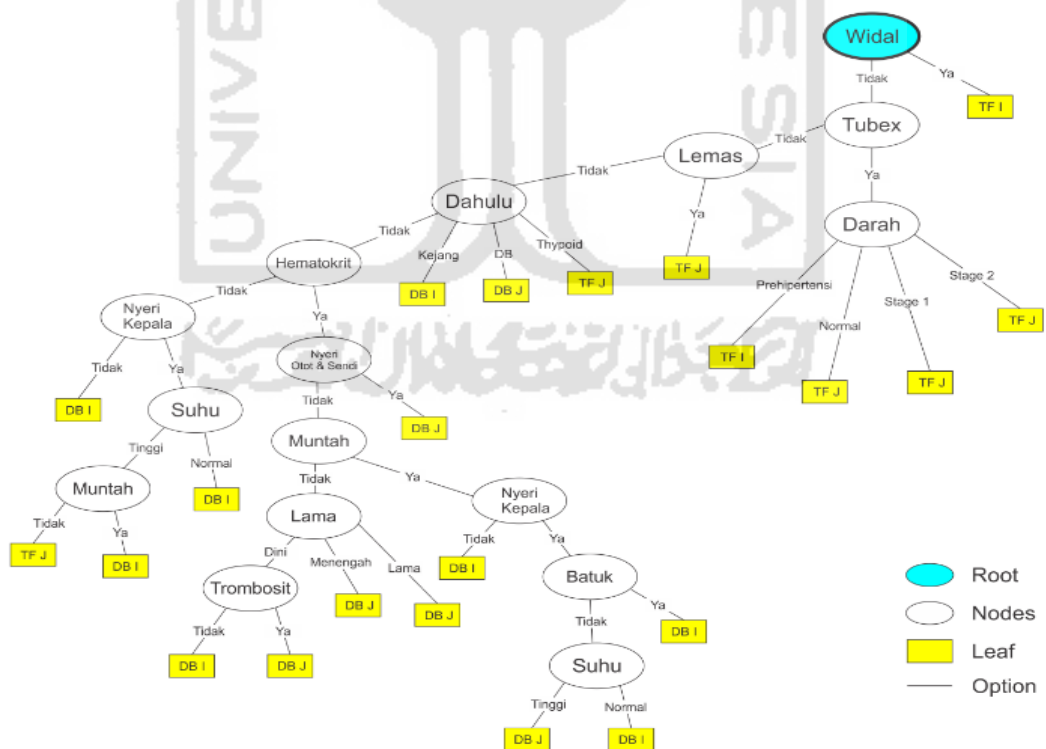 Widal
Tidak
Ya
TF I
Tubex
Tidak
Ya
Lemas
Tidak
Ya
TF J
Darah
Prehipertensi
Normal
Stage 1
Stage 2
TF I
TF J
TF J
TF J
Dahulu
Tidak
Kejang
DB
Thypoid
DB I
DB J
TF J
Hematokrit
Tidak
Ya
Nyeri
Kepala
Tidak
Ya
DB I
Suhu
Tinggi
Normal
DB I
Muntah
Tidak
Ya
TF J
DB I
Nyeri
Otot & Sendi
Tidak
Ya
DB J
Muntah
Tidak
Ya
Lama
Dini
Menengah
Lama
DB J
DB J
Trombosit
Tidak
Ya
DB I
DB J
Nyeri
Kepala
Tidak
Ya
DB I
Batuk
Tidak
Ya
DB I
Suhu
Tinggi
Normal
DB J
DB I
Root
Nodes
Leaf
Option
UNIVE
ESIA